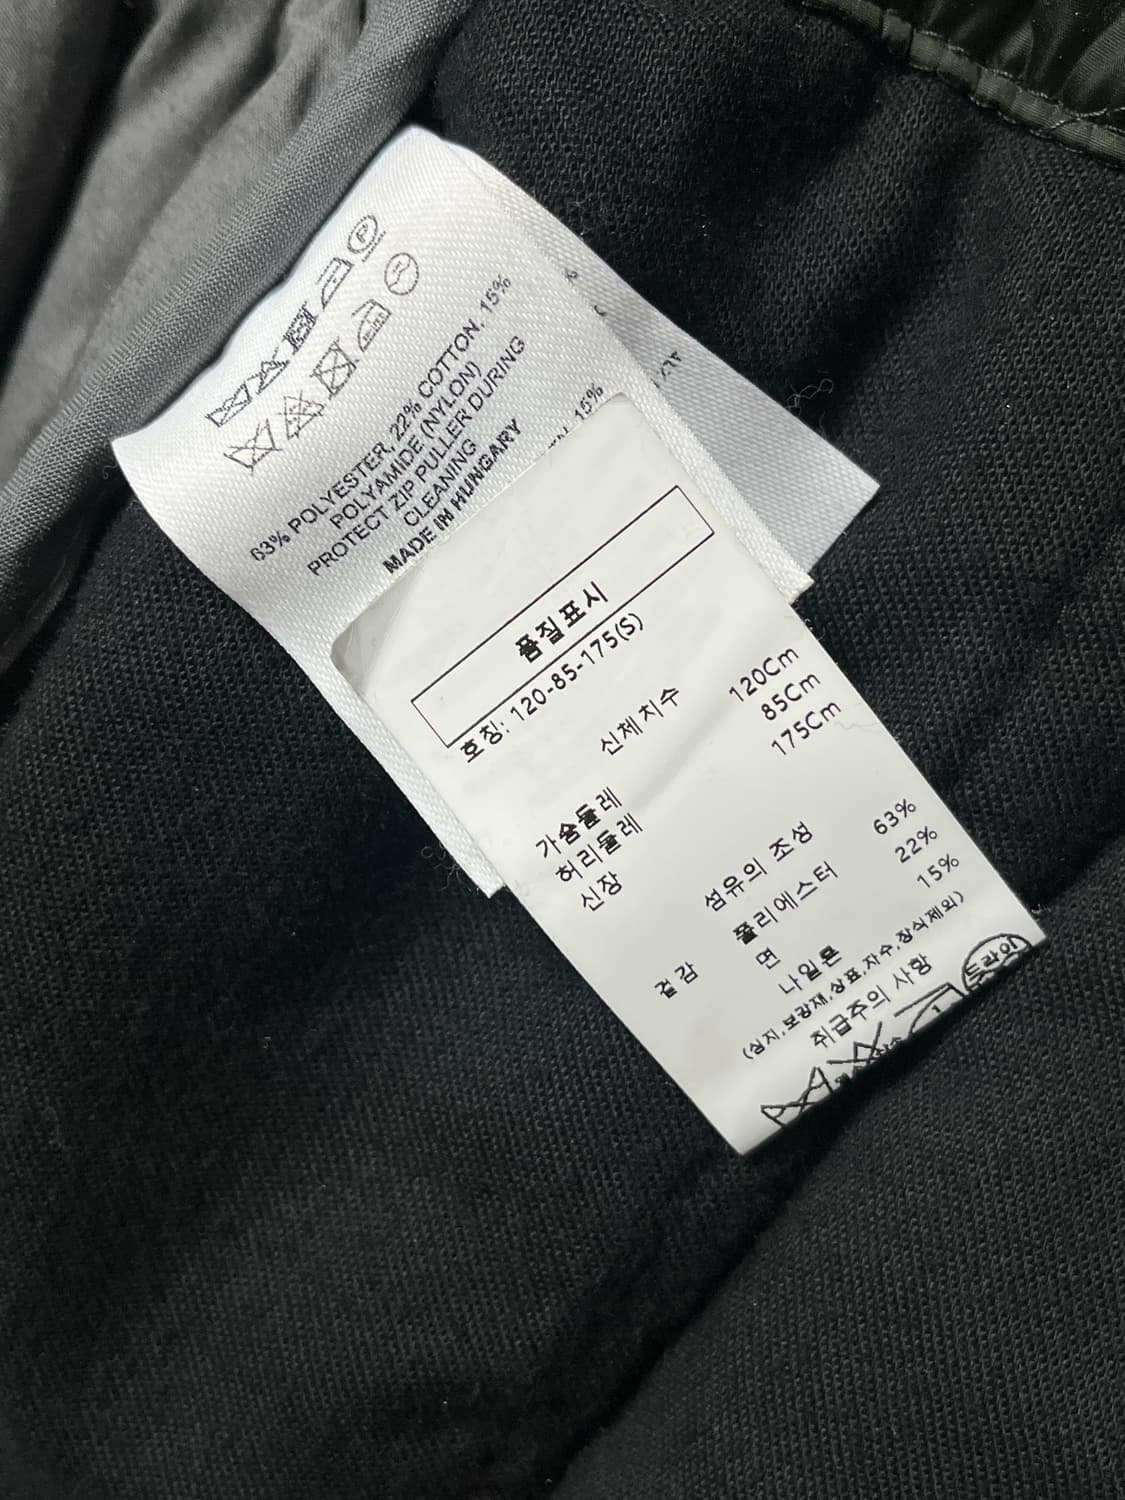 63% POLYESTER, 22% COTTON, 15%
POLYAMIDE (NYLON)
PROTECT ZIP PULLER DURING
CLEANING
MADE IN HUNGARY
15%
품질표시
호칭: 120-85-175(S)
신체치수
가슴둘레 120Cm
허리둘레 85Cm
신장 175Cm
섬유의 조성
겉감 폴리에스터 63%
면 22%
나일론 15%
(심지,보강재,상표,자수,장식제외)
취급주의 사항
드라이